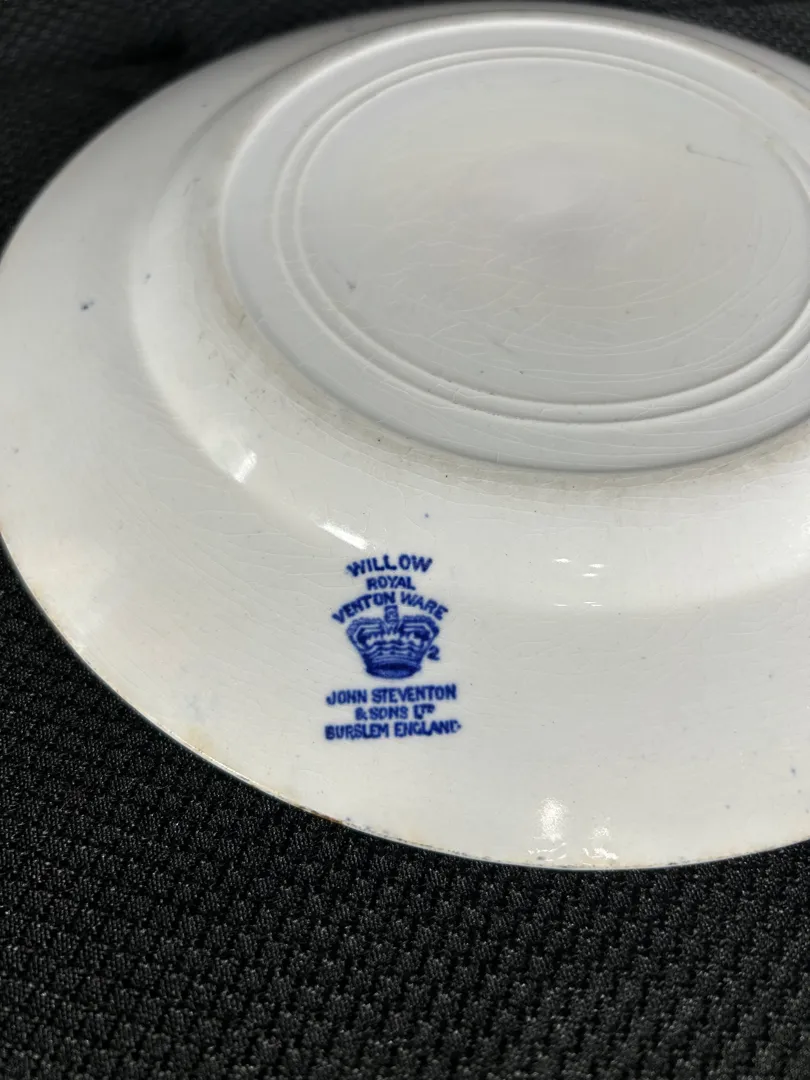 WILLOW
ROYAL
VENTON WARE
2
JOHN STEVENTON
& SONS LTD
BURSLEM ENGLAND